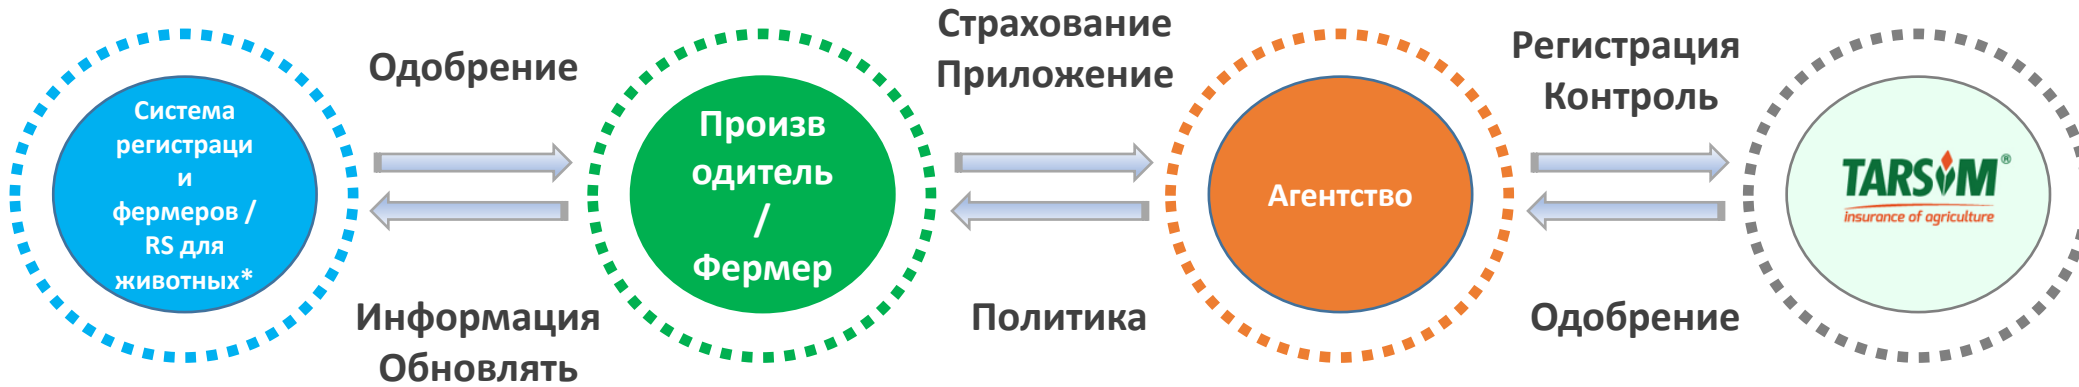 Система
регистраци
и
фермеров /
RS для
животных*
Одобрение
Информация
Обновлять
Произв
одитель
/
Фермер
Страхование
Приложение
Политика
Агентство
Регистрация
Контроль
Одобрение
TARSİM®
insurance of agriculture